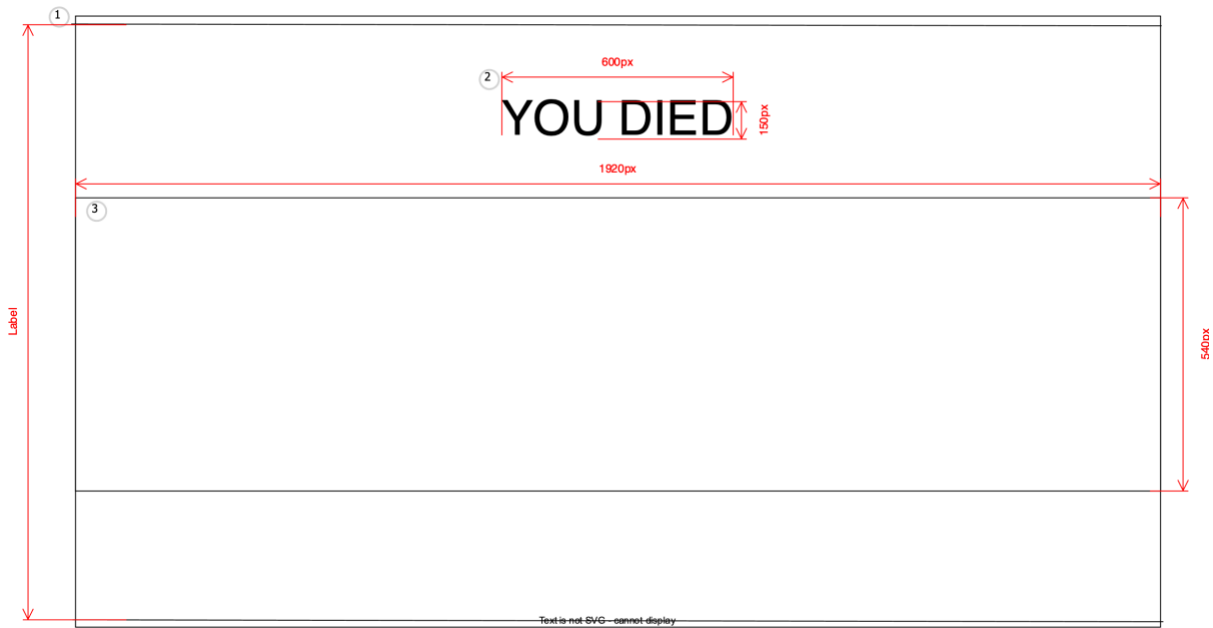 1
600px
2
YOU DIED
150px
1920px
3
Label
540px
Text is not SVG - cannot display